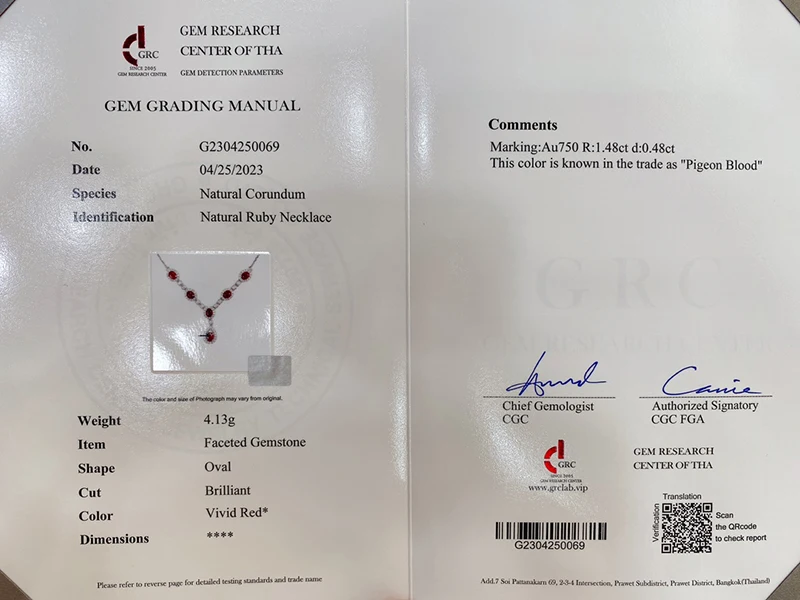 GRC
SINCE 2005
GEM RESEARCH CENTER
GEM RESEARCH
CENTER OF THA
GEM DETECTION PARAMETERS
GEM GRADING MANUAL
No. G2304250069
Date 04/25/2023
Species Natural Corundum
Identification Natural Ruby Necklace
The color and size of Photograph may vary from original.
Weight 4.13g
Item Faceted Gemstone
Shape Oval
Cut Brilliant
Color Vivid Red*
Dimensions ****
Please refer to reverse page for detailed testing standards and trade name
Comments
Marking:Au750 R:1.48ct d:0.48ct
This color is known in the trade as "Pigeon Blood"
GRC
Chief Gemologist
CGC
Authorized Signatory
CGC FGA
GRC
SINCE 2005
GEM RESEARCH CENTER
www.grclab.vip
GEM RESEARCH
CENTER OF THA
G2304250069
Translation
Verification
Scan
the QRcode
to check report
Add.7 Soi Pattanakarn 69, 2-3-4 Intersection, Prawet Subdistrict, Prawet District, Bangkok(Thailand)